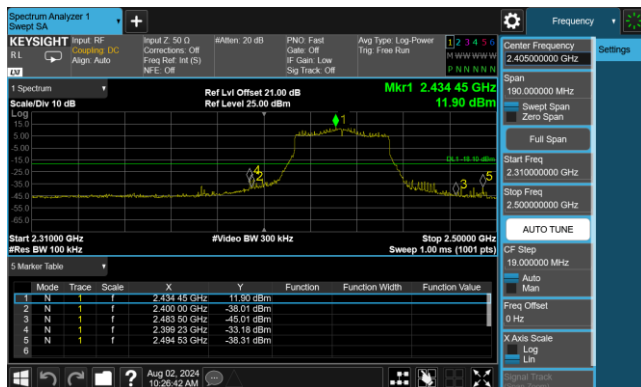 Spectrum Analyzer 1
Swept SA
Frequency
KEYSIGHT
Input: RF
Coupling: DC
Align: Auto
Input Z: 50 Ω
Corrections: Off
Freq Ref: Int (S)
NFE: Off
#Atten: 20 dB
PNO: Fast
Gate: Off
IF Gain: Low
Sig Track: Off
Avg Type: Log-Power
Trig: Free Run
1 2 3 4 5 6
M W W W W W
P N N N N N
RL
LXI
Settings
1 Spectrum
Scale/Div 10 dB
Ref Lvl Offset 21.00 dB
Ref Level 25.00 dBm
Mkr1 2.434 45 GHz
11.90 dBm
Log
15.0
5.00
-5.00
-15.0
-25.0
-35.0
-45.0
-55.0
-65.0
1
4
2
3
5
DL1 -18.10 dBm
Start 2.31000 GHz
#Res BW 100 kHz
#Video BW 300 kHz
Stop 2.50000 GHz
Sweep 1.00 ms (1001 pts)
5 Marker Table
Mode Trace Scale X Y Function Function Width Function Value
1 N 1 f 2.434 45 GHz 11.90 dBm
2 N 1 f 2.400 00 GHz -38.01 dBm
3 N 1 f 2.483 50 GHz -45.01 dBm
4 N 1 f 2.399 23 GHz -33.18 dBm
5 N 1 f 2.494 53 GHz -38.31 dBm
6
Center Frequency
2.405000000 GHz
Span
190.000000 MHz
Swept Span
Zero Span
Full Span
Start Freq
2.310000000 GHz
Stop Freq
2.500000000 GHz
AUTO TUNE
CF Step
19.000000 MHz
Auto
Man
Freq Offset
0 Hz
X Axis Scale
Log
Lin
Signal Track
?
Aug 02, 2024
10:26:42 AM